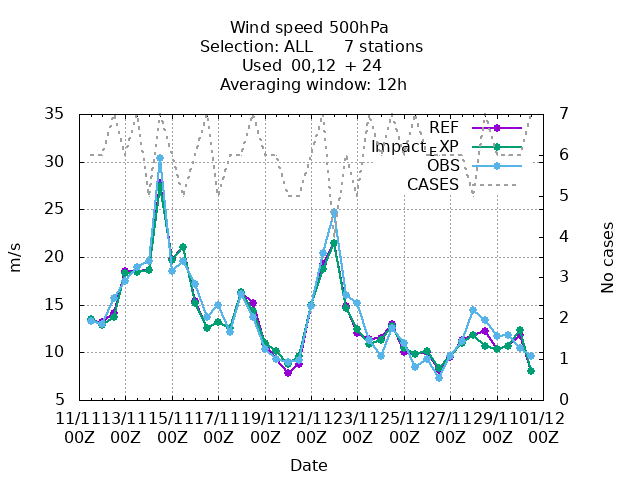 Wind speed 500hPa
Selection: ALL 7 stations
Used 00,12 + 24
Averaging window: 12h
35 7
REF
Impact_EXP
OBS
CASES
30 6
25 5
20 4
15 3
10 2
5 1
0
m/s
No cases
11/11 13/11 15/11 17/11 19/11 21/11 23/11 25/11 27/11 29/11 01/12
00Z 00Z 00Z 00Z 00Z 00Z 00Z 00Z 00Z 00Z 00Z
Date